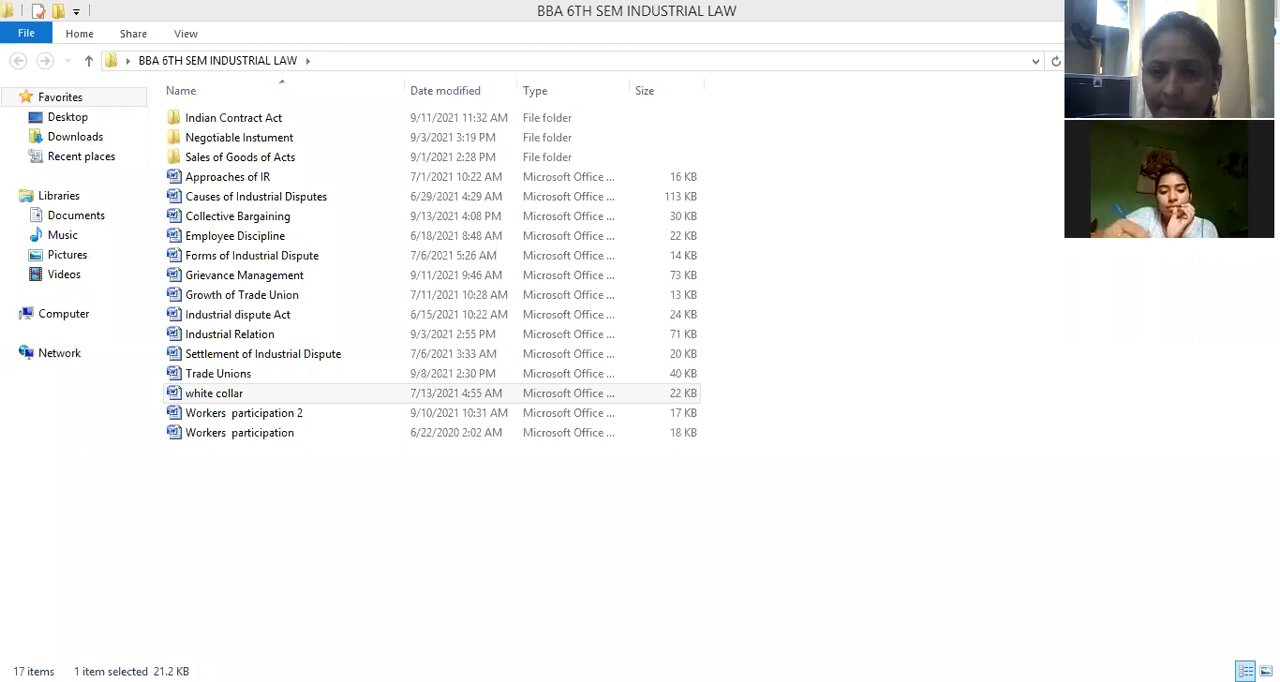 BBA 6TH SEM INDUSTRIAL LAW
File Home Share View
BBA 6TH SEM INDUSTRIAL LAW
Name Date modified Type Size
Favorites
Desktop
Downloads
Recent places
Libraries
Documents
Music
Pictures
Videos
Computer
Network
Indian Contract Act 9/11/2021 11:32 AM File folder
Negotiable Instument 9/3/2021 3:19 PM File folder
Sales of Goods of Acts 9/1/2021 2:28 PM File folder
Approaches of IR 7/1/2021 10:22 AM Microsoft Office ... 16 KB
Causes of Industrial Disputes 6/29/2021 4:29 AM Microsoft Office ... 113 KB
Collective Bargaining 9/13/2021 4:08 PM Microsoft Office ... 30 KB
Employee Discipline 6/18/2021 8:48 AM Microsoft Office ... 22 KB
Forms of Industrial Dispute 7/6/2021 5:26 AM Microsoft Office ... 14 KB
Grievance Management 9/11/2021 9:46 AM Microsoft Office ... 73 KB
Growth of Trade Union 7/11/2021 10:28 AM Microsoft Office ... 13 KB
Industrial dispute Act 6/15/2021 10:22 AM Microsoft Office ... 24 KB
Industrial Relation 9/3/2021 2:55 PM Microsoft Office ... 71 KB
Settlement of Industrial Dispute 7/6/2021 3:33 AM Microsoft Office ... 20 KB
Trade Unions 9/8/2021 2:30 PM Microsoft Office ... 40 KB
white collar 7/13/2021 4:55 AM Microsoft Office ... 22 KB
Workers participation 2 9/10/2021 10:31 AM Microsoft Office ... 17 KB
Workers participation 6/22/2020 2:02 AM Microsoft Office ... 18 KB
17 items 1 item selected 21.2 KB